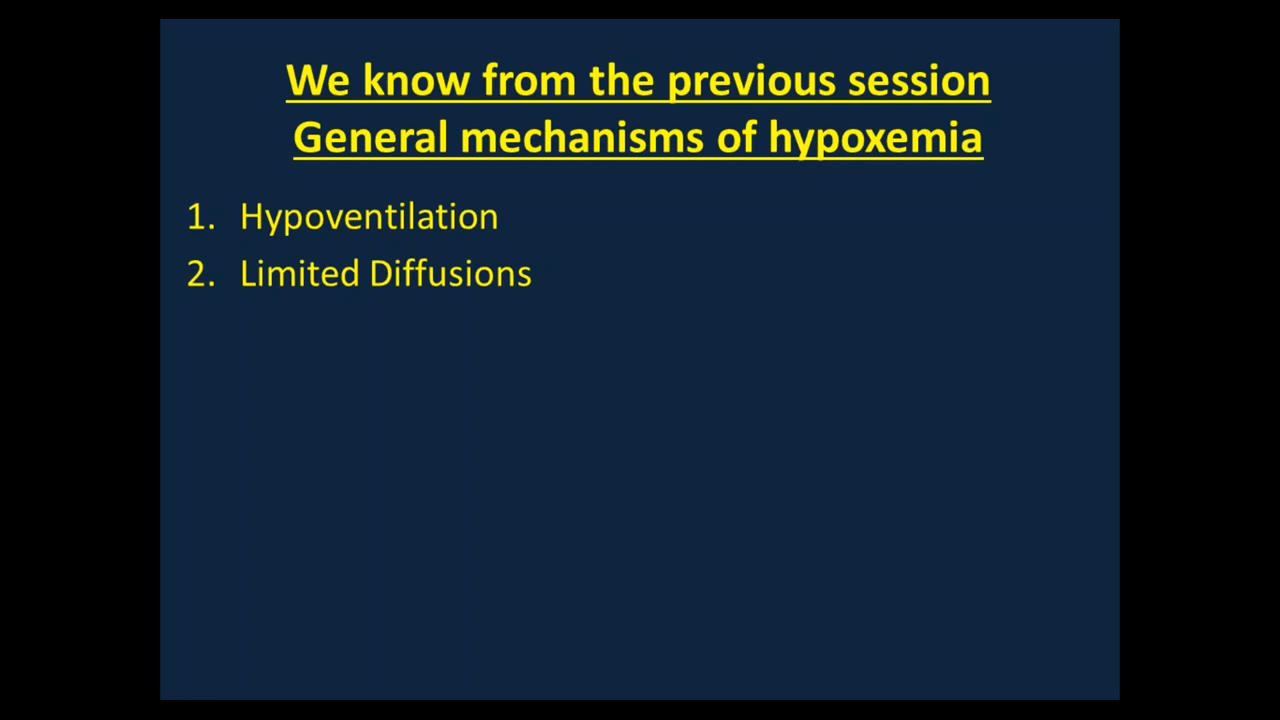 We know from the previous session
General mechanisms of hypoxemia
1. Hypoventilation
2. Limited Diffusions